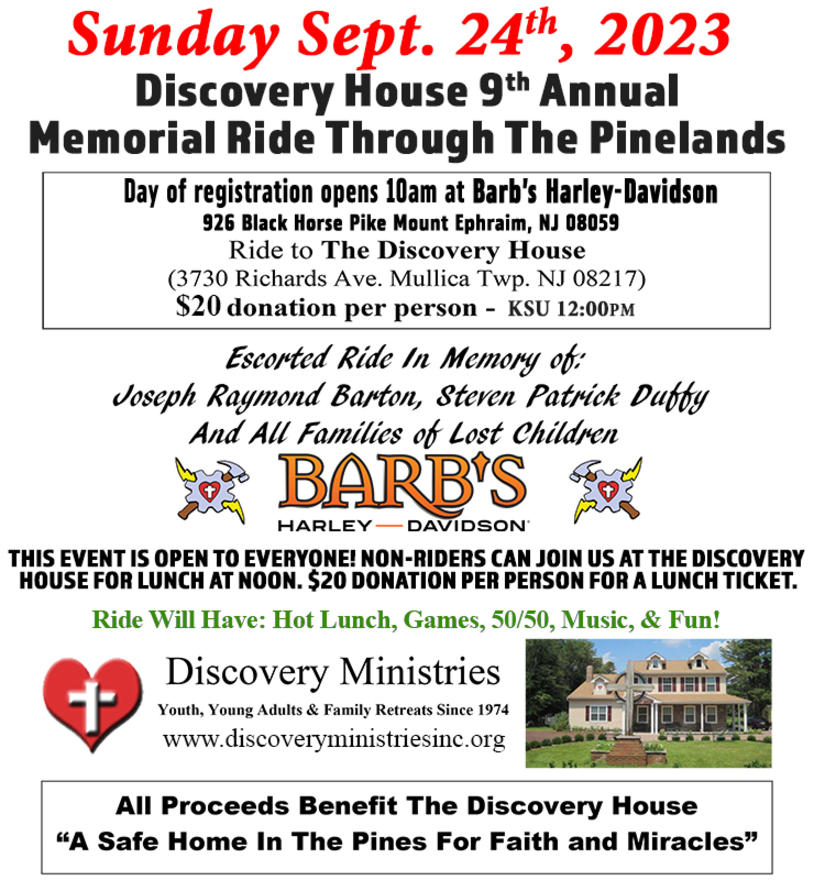 Sunday Sept. 24th, 2023
Discovery House 9th Annual
Memorial Ride Through The Pinelands
Day of registration opens 10am at Barb's Harley-Davidson
926 Black Horse Pike Mount Ephraim, NJ 08059
Ride to The Discovery House
(3730 Richards Ave. Mullica Twp. NJ 08217)
$20 donation per person - KSU 12:00PM
Escorted Ride In Memory of:
Joseph Raymond Barton, Steven Patrick Duffy
And All Families of Lost Children
BARB'S
HARLEY—DAVIDSON
THIS EVENT IS OPEN TO EVERYONE! NON-RIDERS CAN JOIN US AT THE DISCOVERY
HOUSE FOR LUNCH AT NOON. $20 DONATION PER PERSON FOR A LUNCH TICKET.
Ride Will Have: Hot Lunch, Games, 50/50, Music, & Fun!
Discovery Ministries
Youth, Young Adults & Family Retreats Since 1974
www.discoveryministriesinc.org
All Proceeds Benefit The Discovery House
“A Safe Home In The Pines For Faith and Miracles”